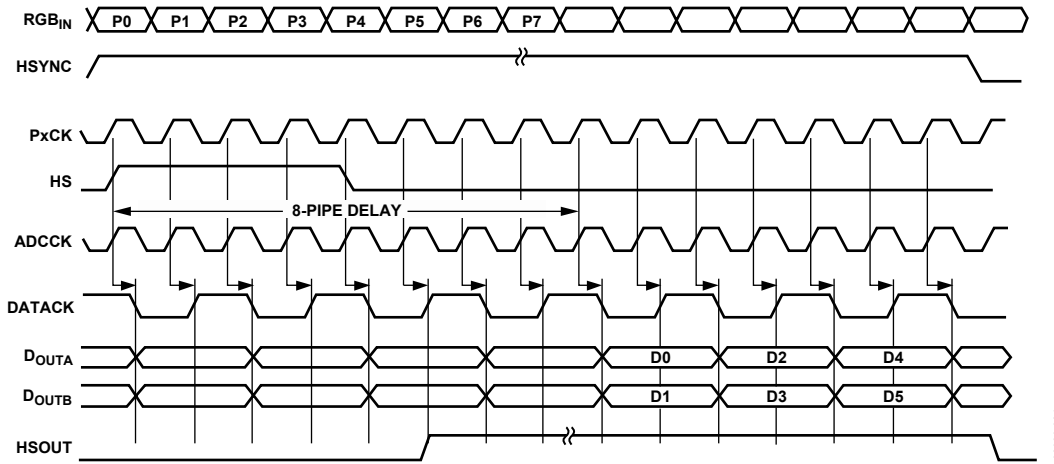 RGBIN P0 P1 P2 P3 P4 P5 P6 P7
HSYNC
PxCK
HS
8-PIPE DELAY
ADCCK
DATACK
DOUTA D0 D2 D4
DOUTB D1 D3 D5
HSOUT